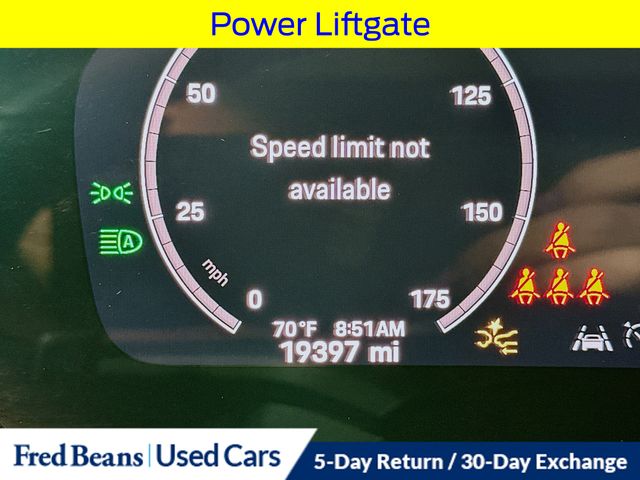 Power Liftgate
50
125
Speed limit not
available
25
150
A
mph
0
175
70°F 8:51AM
19397 mi
Fred Beans | Used Cars
5-Day Return / 30-Day Exchange